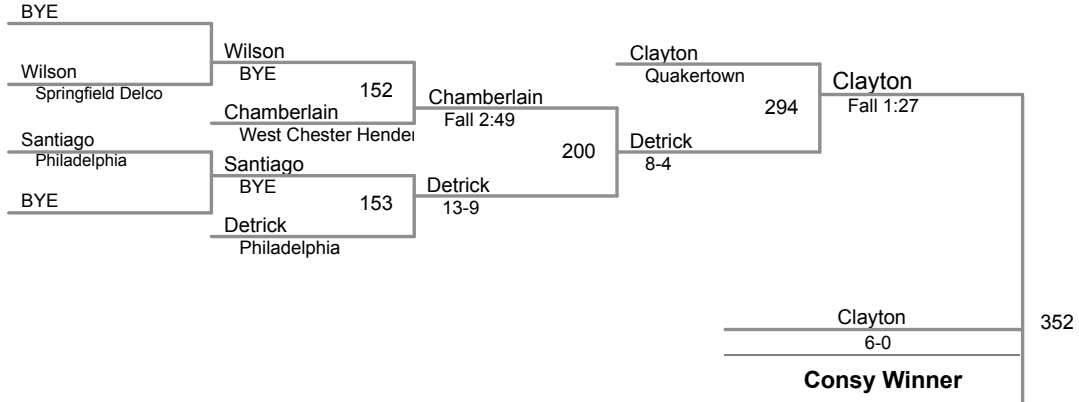 BYE
Wilson
Springfield Delco
Santiago
Philadelphia
BYE
Wilson
BYE
152
Chamberlain
West Chester Hender
Santiago
BYE
153
Detrick
Philadelphia
Chamberlain
Fall 2:49
200
Detrick
13-9
Clayton
Quakertown
294
Detrick
8-4
Clayton
Fall 1:27
352
Clayton
6-0
Consy Winner